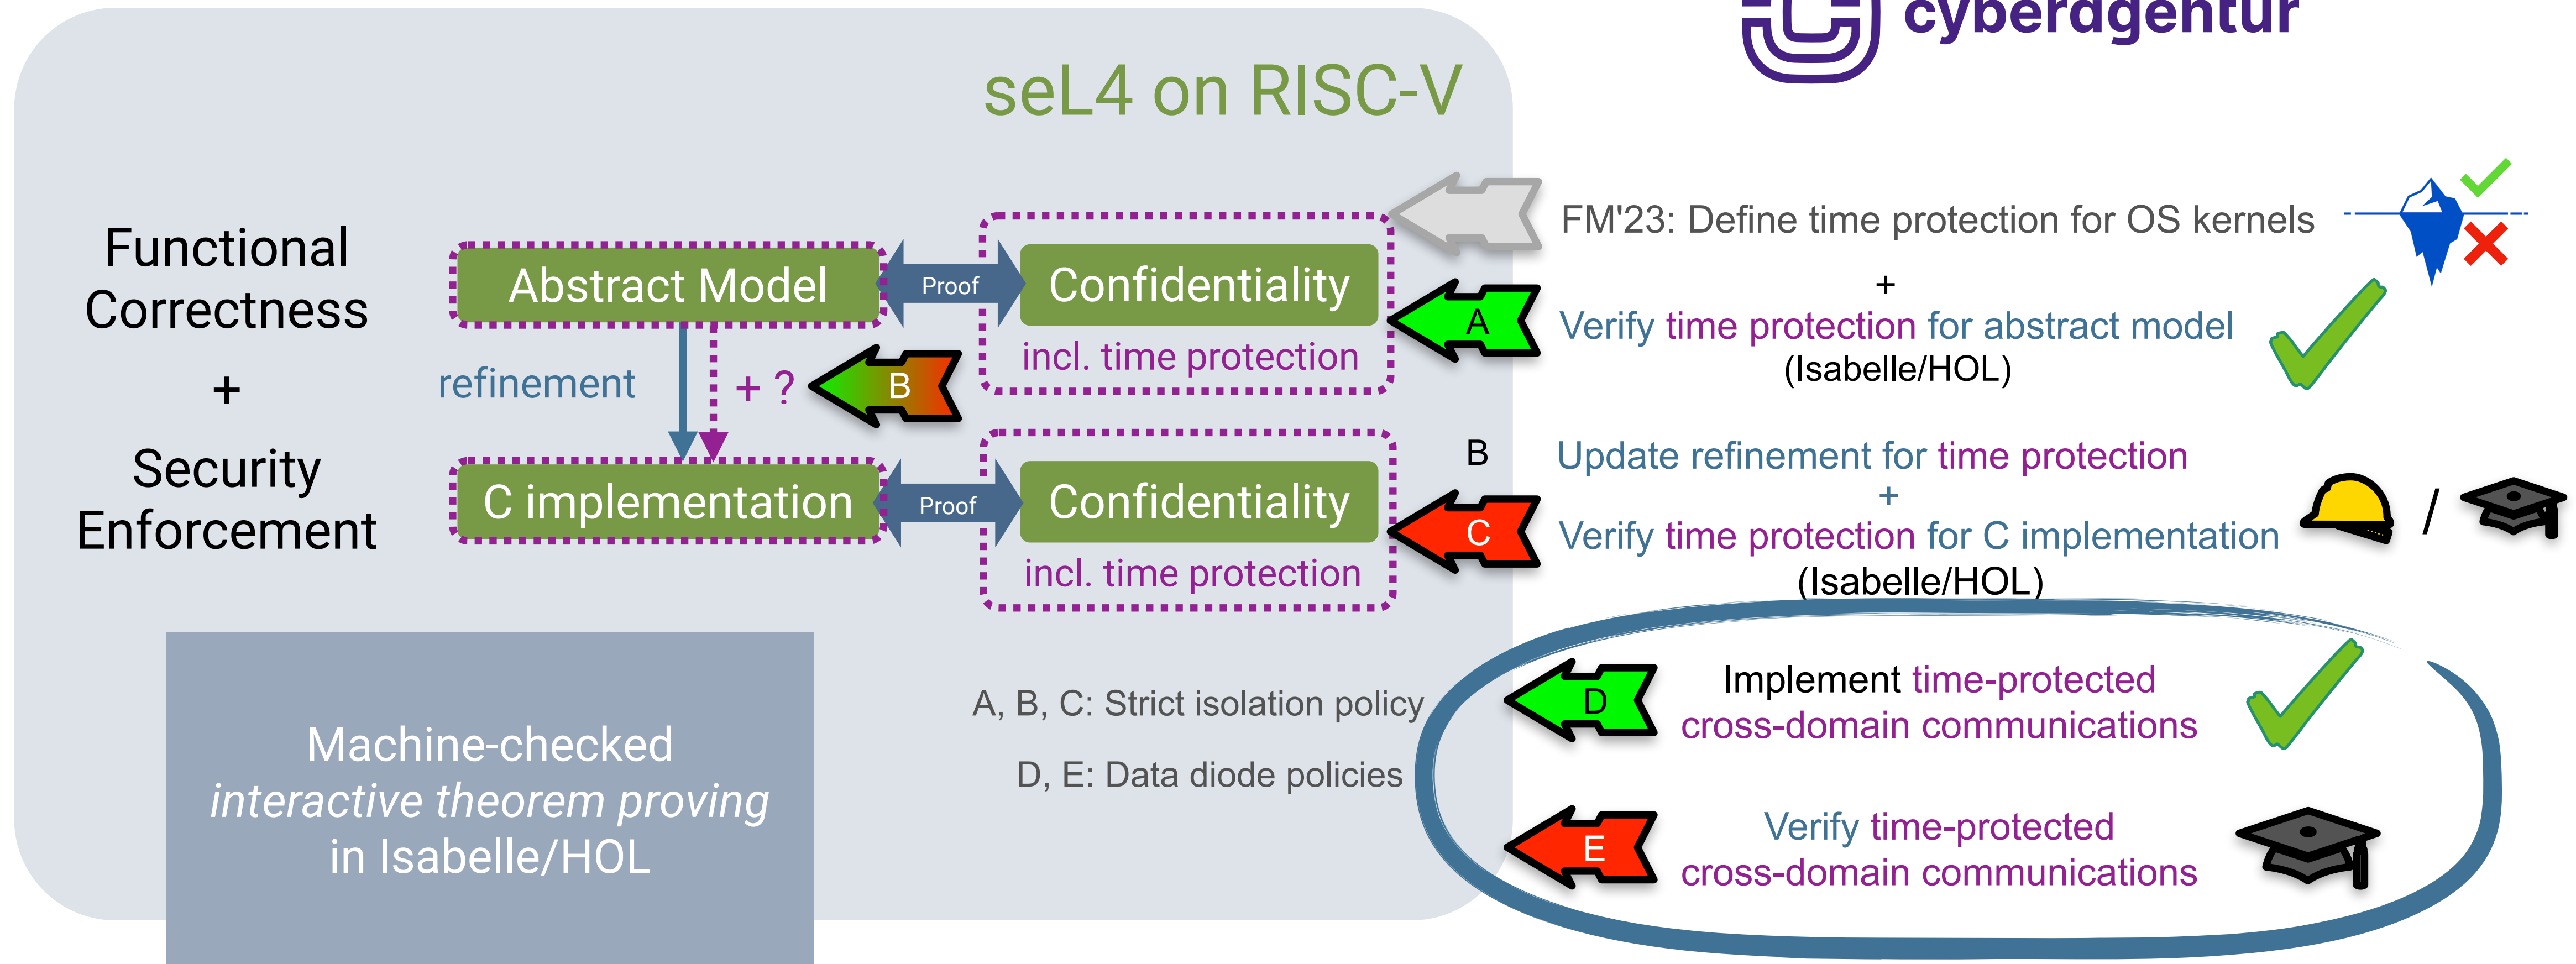 cyberagentur
seL4 on RISC-V
Functional
Correctness
+
Security
Enforcement
Abstract Model
Proof
Confidentiality
incl. time protection
refinement
+ ?
B
C implementation
Proof
Confidentiality
incl. time protection
FM'23: Define time protection for OS kernels
+
A
Verify time protection for abstract model
(Isabelle/HOL)
B
Update refinement for time protection
+
C
Verify time protection for C implementation
(Isabelle/HOL)
/
Machine-checked
interactive theorem proving
in Isabelle/HOL
A, B, C: Strict isolation policy
D, E: Data diode policies
D
Implement time-protected
cross-domain communications
E
Verify time-protected
cross-domain communications